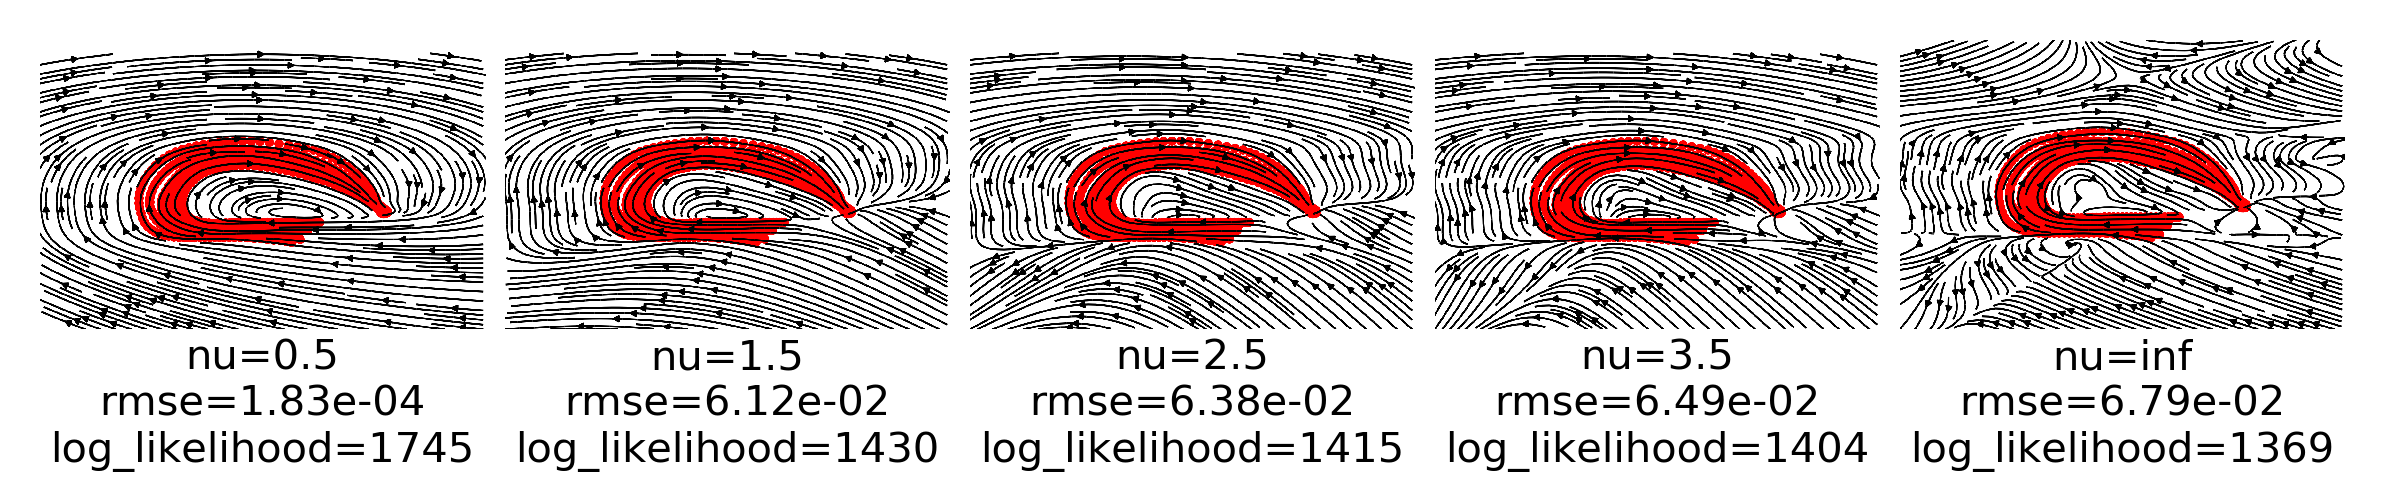 nu=0.5
rmse=1.83e-04
log_likelihood=1745
nu=1.5
rmse=6.12e-02
log_likelihood=1430
nu=2.5
rmse=6.38e-02
log_likelihood=1415
nu=3.5
rmse=6.49e-02
log_likelihood=1404
nu=inf
rmse=6.79e-02
log_likelihood=1369